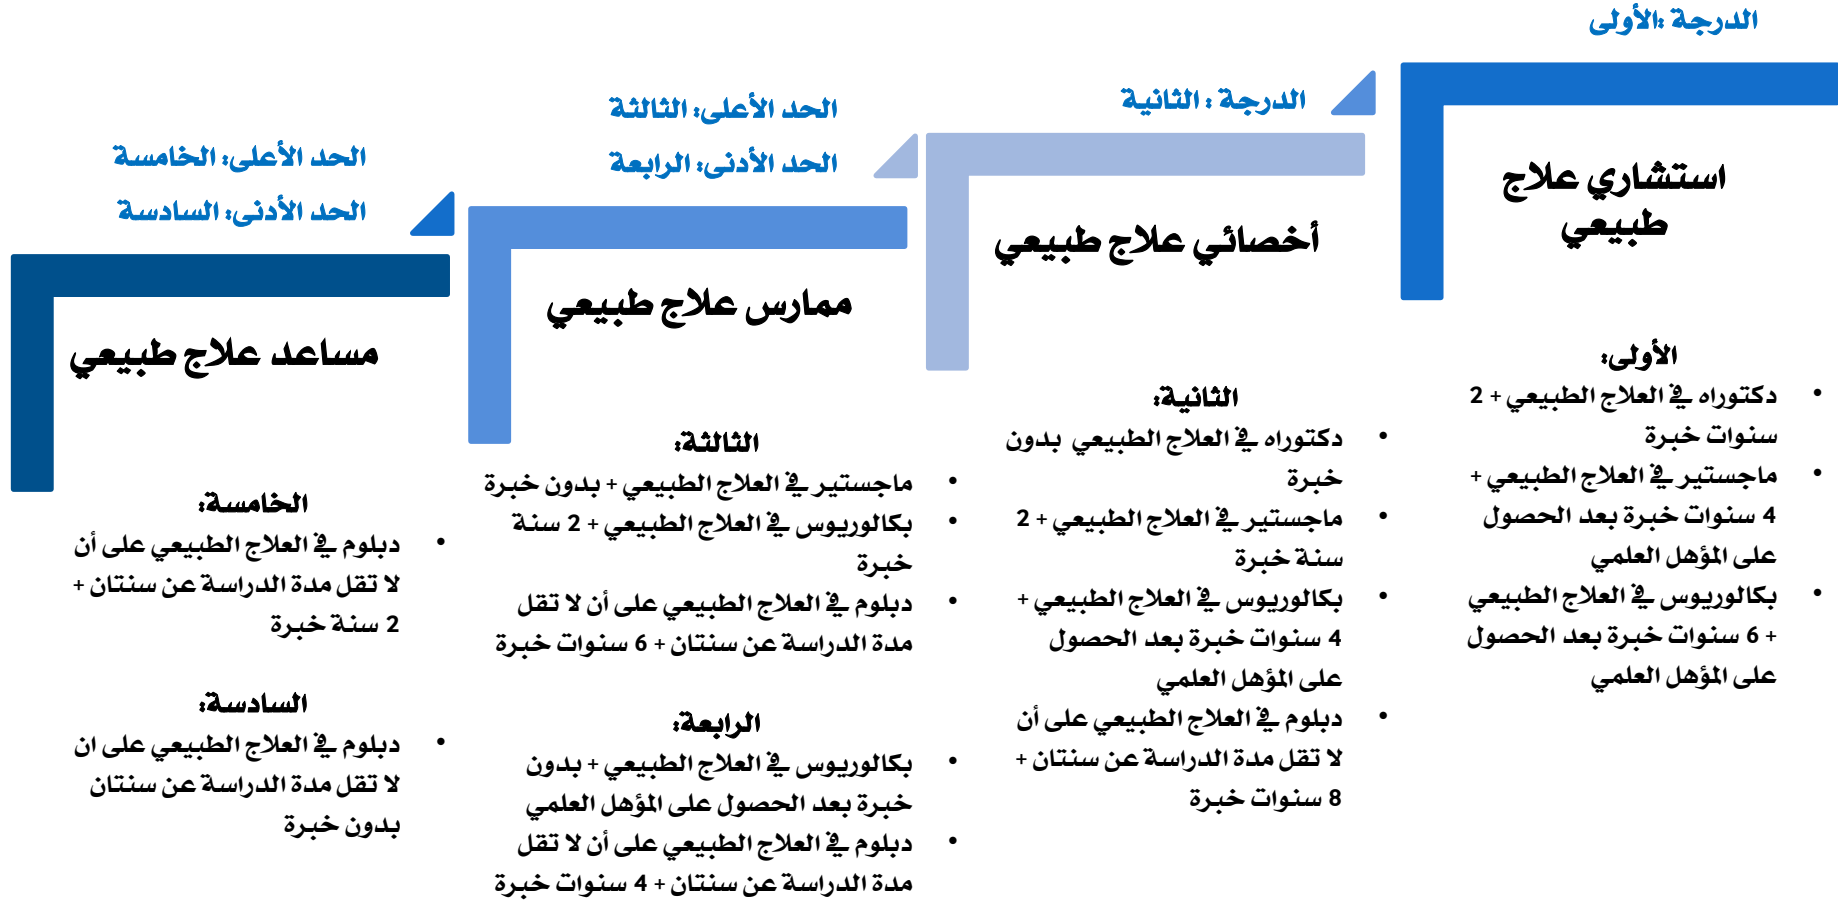 الدرجة :الأولى
استشاري علاج
طبيعي
الأولى:
• دكتوراه في العلاج الطبيعي + 2
سنوات خبرة
• ماجستير في العلاج الطبيعي +
4 سنوات خبرة بعد الحصول
على المؤهل العلمي
• بكالوريوس في العلاج الطبيعي
+ 6 سنوات خبرة بعد الحصول
على المؤهل العلمي
الدرجة : الثانية
أخصائي علاج طبيعي
الثانية:
• دكتوراه في العلاج الطبيعي بدون
خبرة
• ماجستير في العلاج الطبيعي + 2
سنة خبرة
• بكالوريوس في العلاج الطبيعي +
4 سنوات خبرة بعد الحصول
على المؤهل العلمي
• دبلوم في العلاج الطبيعي على أن
لا تقل مدة الدراسة عن سنتان +
8 سنوات خبرة
الحد الأعلى: الثالثة
الحد الأدنى: الرابعة
ممارس علاج طبيعي
الثالثة:
• ماجستير في العلاج الطبيعي + بدون خبرة
• بكالوريوس في العلاج الطبيعي + 2 سنة
خبرة
• دبلوم في العلاج الطبيعي على أن لا تقل
مدة الدراسة عن سنتان + 6 سنوات خبرة
الرابعة:
• بكالوريوس في العلاج الطبيعي + بدون
خبرة بعد الحصول على المؤهل العلمي
• دبلوم في العلاج الطبيعي على أن لا تقل
مدة الدراسة عن سنتان + 4 سنوات خبرة
الحد الأعلى: الخامسة
الحد الأدنى: السادسة
مساعد علاج طبيعي
الخامسة:
• دبلوم في العلاج الطبيعي على أن
لا تقل مدة الدراسة عن سنتان +
2 سنة خبرة
السادسة:
• دبلوم في العلاج الطبيعي على ان
لا تقل مدة الدراسة عن سنتان
بدون خبرة